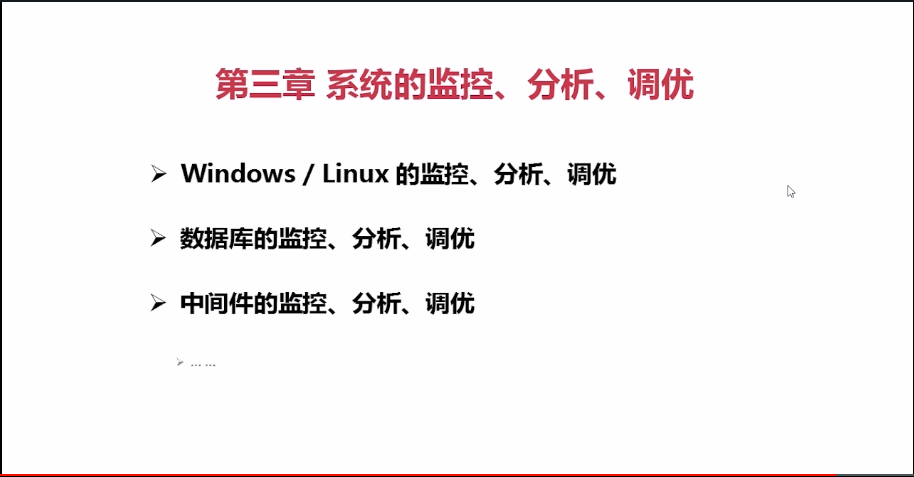 第三章 系统的监控、分析、调优
➢ Windows / Linux 的监控、分析、调优
➢ 数据库的监控、分析、调优
➢ 中间件的监控、分析、调优
➢ ... ...